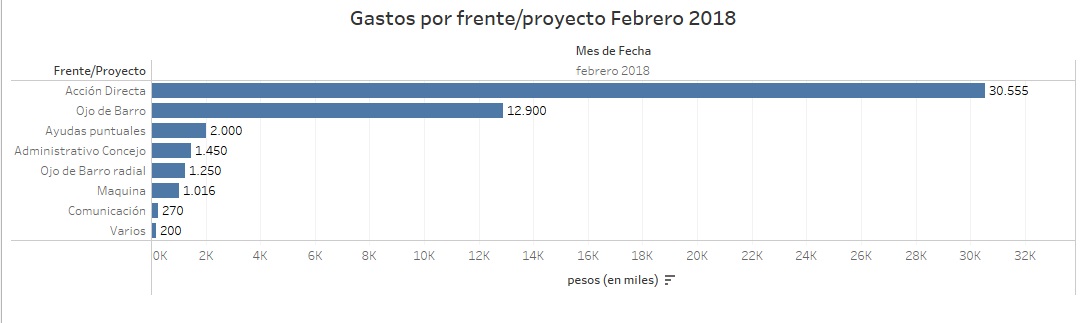 Gastos por frente/proyecto Febrero 2018
Mes de Fecha
Frente/Proyecto febrero 2018
Acción Directa 30.555
Ojo de Barro 12.900
Ayudas puntuales 2.000
Administrativo Concejo 1.450
Ojo de Barro radial 1.250
Maquina 1.016
Comunicación 270
Varios 200
0K 2K 4K 6K 8K 10K 12K 14K 16K 18K 20K 22K 24K 26K 28K 30K 32K
pesos (en miles)